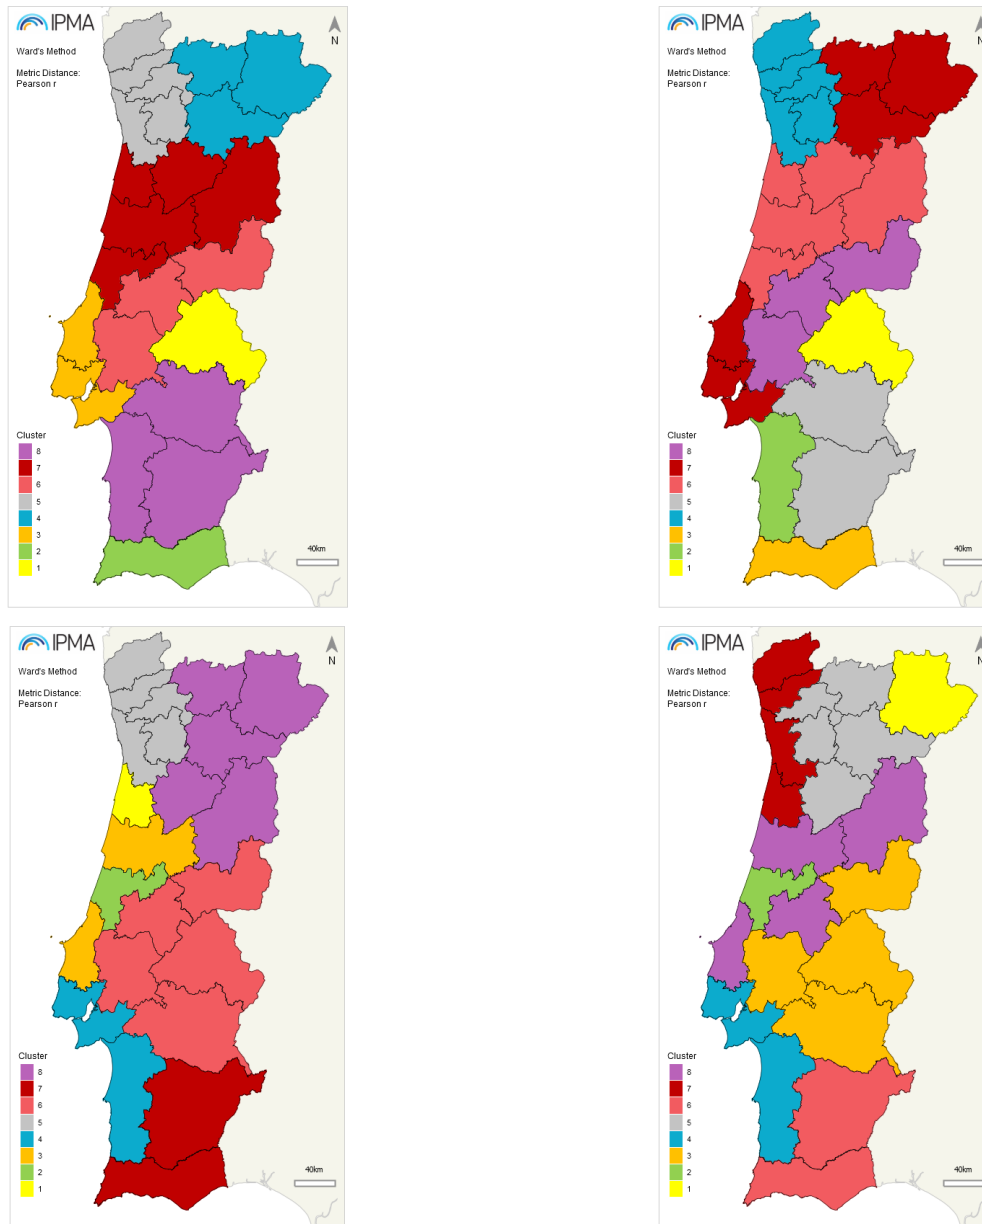 IPMA
N
Ward's Method
Metric Distance:
Pearson r
Cluster
8
7
6
5
4
3
2
1
40km
IPMA
N
Ward's Method
Metric Distance:
Pearson r
Cluster
8
7
6
5
4
3
2
1
40km
IPMA
N
Ward's Method
Metric Distance:
Pearson r
Cluster
8
7
6
5
4
3
2
1
40km
IPMA
N
Ward's Method
Metric Distance:
Pearson r
Cluster
8
7
6
5
4
3
2
1
40km